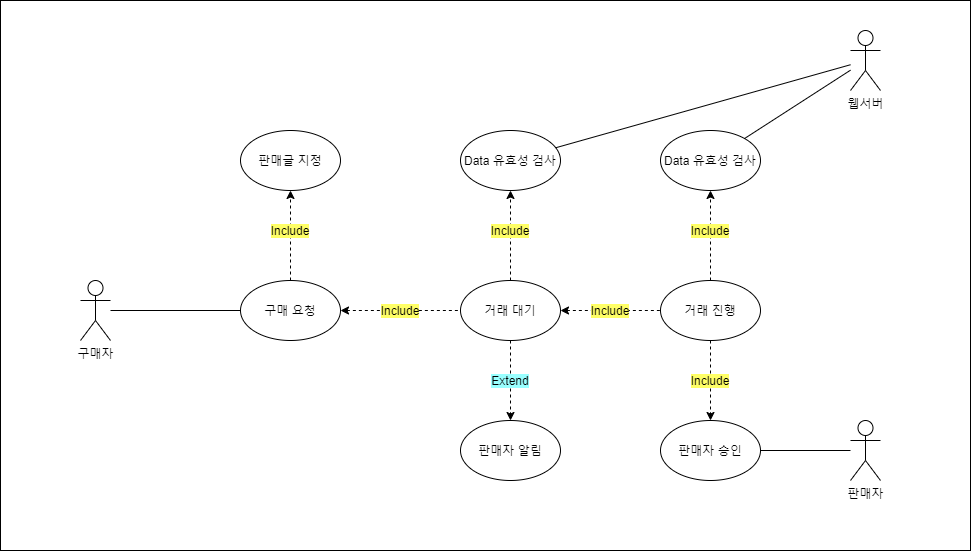 웹서버
판매글 지정
Data 유효성 검사
Data 유효성 검사
Include
Include
Include
구매자
구매 요청
Include
거래 대기
Include
거래 진행
Extend
Include
판매자 알림
판매자 승인
판매자